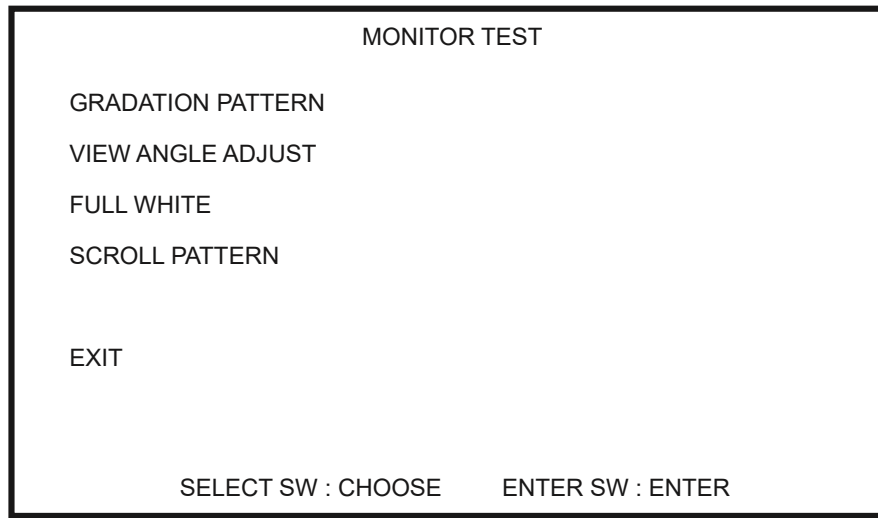 MONITOR TEST
GRADATION PATTERN
VIEW ANGLE ADJUST
FULL WHITE
SCROLL PATTERN
EXIT
SELECT SW : CHOOSE ENTER SW : ENTER